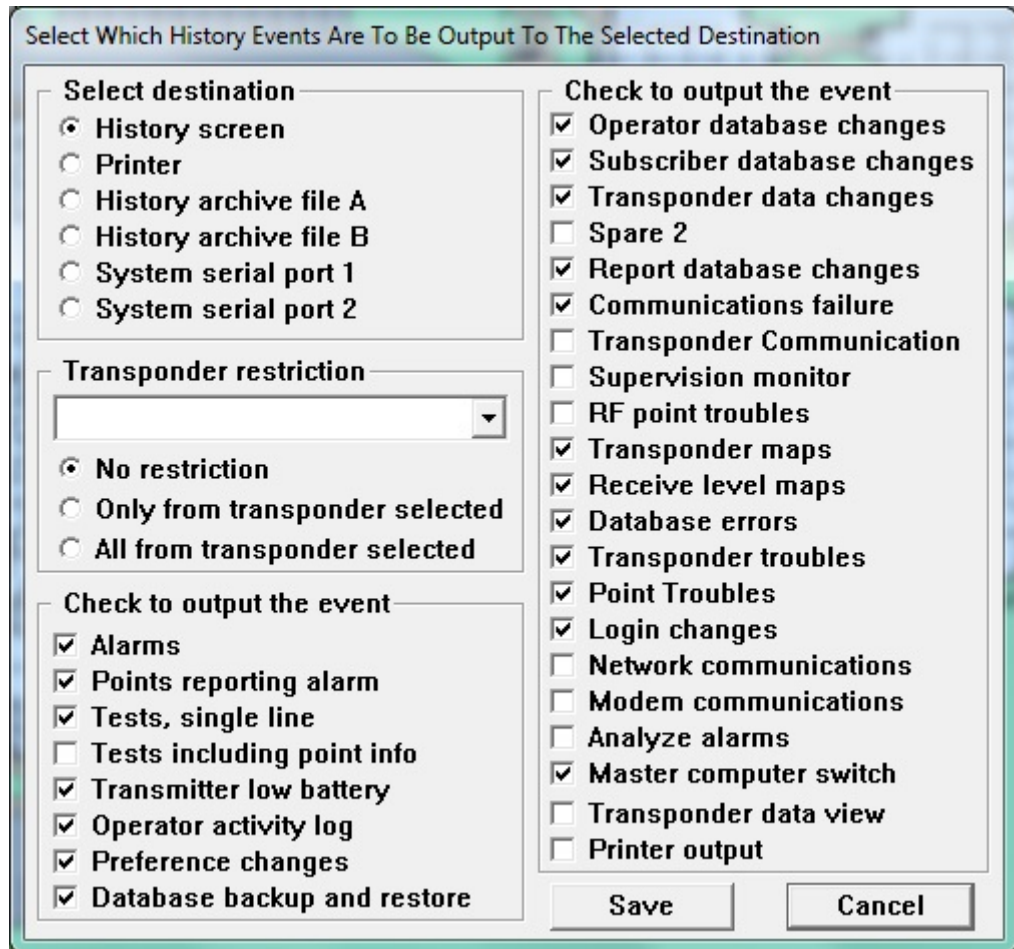 Select Which History Events Are To Be Output To The Selected Destination
Select destination
History screen
Printer
History archive file A
History archive file B
System serial port 1
System serial port 2
Transponder restriction
No restriction
Only from transponder selected
All from transponder selected
Check to output the event
Alarms
Points reporting alarm
Tests, single line
Tests including point info
Transmitter low battery
Operator activity log
Preference changes
Database backup and restore
Check to output the event
Operator database changes
Subscriber database changes
Transponder data changes
Spare 2
Report database changes
Communications failure
Transponder Communication
Supervision monitor
RF point troubles
Transponder maps
Receive level maps
Database errors
Transponder troubles
Point Troubles
Login changes
Network communications
Modem communications
Analyze alarms
Master computer switch
Transponder data view
Printer output
Save
Cancel